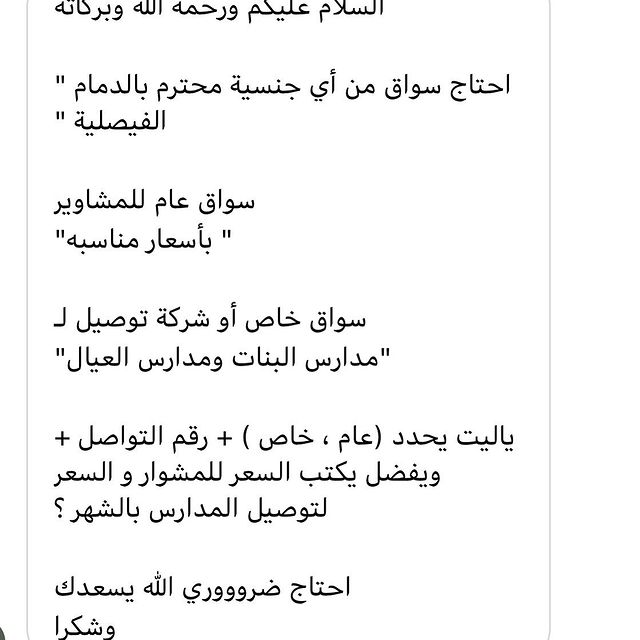 السلام عليكم ورحمة الله وبركاته
احتاج سواق من أي جنسية محترم بالدمام "
الفيصلية "
سواق عام للمشاوير
" بأسعار مناسبه"
سواق خاص أو شركة توصيل لـ
"مدارس البنات ومدارس العيال"
ياليت يحدد (عام ، خاص ) + رقم التواصل +
ويفضل يكتب السعر للمشوار و السعر
لتوصيل المدارس بالشهر ؟
احتاج ضروووري الله يسعدك
وشكرا